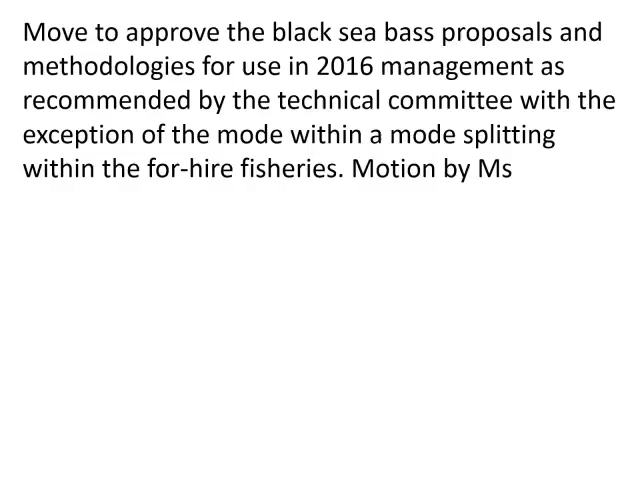 Move to approve the black sea bass proposals and
methodologies for use in 2016 management as
recommended by the technical committee with the
exception of the mode within a mode splitting
within the for-hire fisheries. Motion by Ms